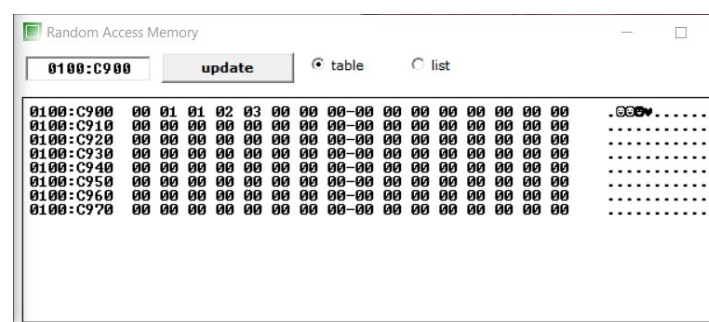 Random Access Memory
0100:C900 update table list
0100:C900 00 01 01 02 03 00 00 00-00 00 00 00 00 00 00 00 .☺☺☻♥......
0100:C910 00 00 00 00 00 00 00 00-00 00 00 00 00 00 00 00 ...........
0100:C920 00 00 00 00 00 00 00 00-00 00 00 00 00 00 00 00 ...........
0100:C930 00 00 00 00 00 00 00 00-00 00 00 00 00 00 00 00 ...........
0100:C940 00 00 00 00 00 00 00 00-00 00 00 00 00 00 00 00 ...........
0100:C950 00 00 00 00 00 00 00 00-00 00 00 00 00 00 00 00 ...........
0100:C960 00 00 00 00 00 00 00 00-00 00 00 00 00 00 00 00 ...........
0100:C970 00 00 00 00 00 00 00 00-00 00 00 00 00 00 00 00 ...........